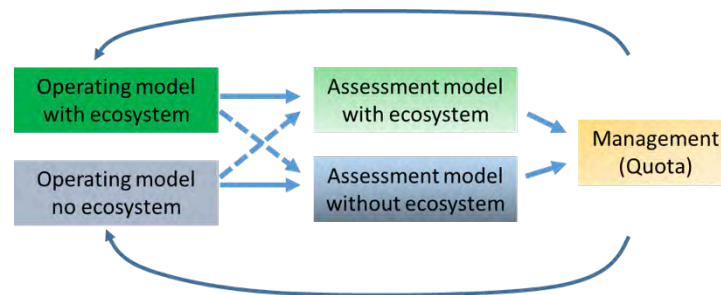 Operating model
with ecosystem
Assessment model
with ecosystem
Management
(Quota)
Operating model
no ecosystem
Assessment model
without ecosystem